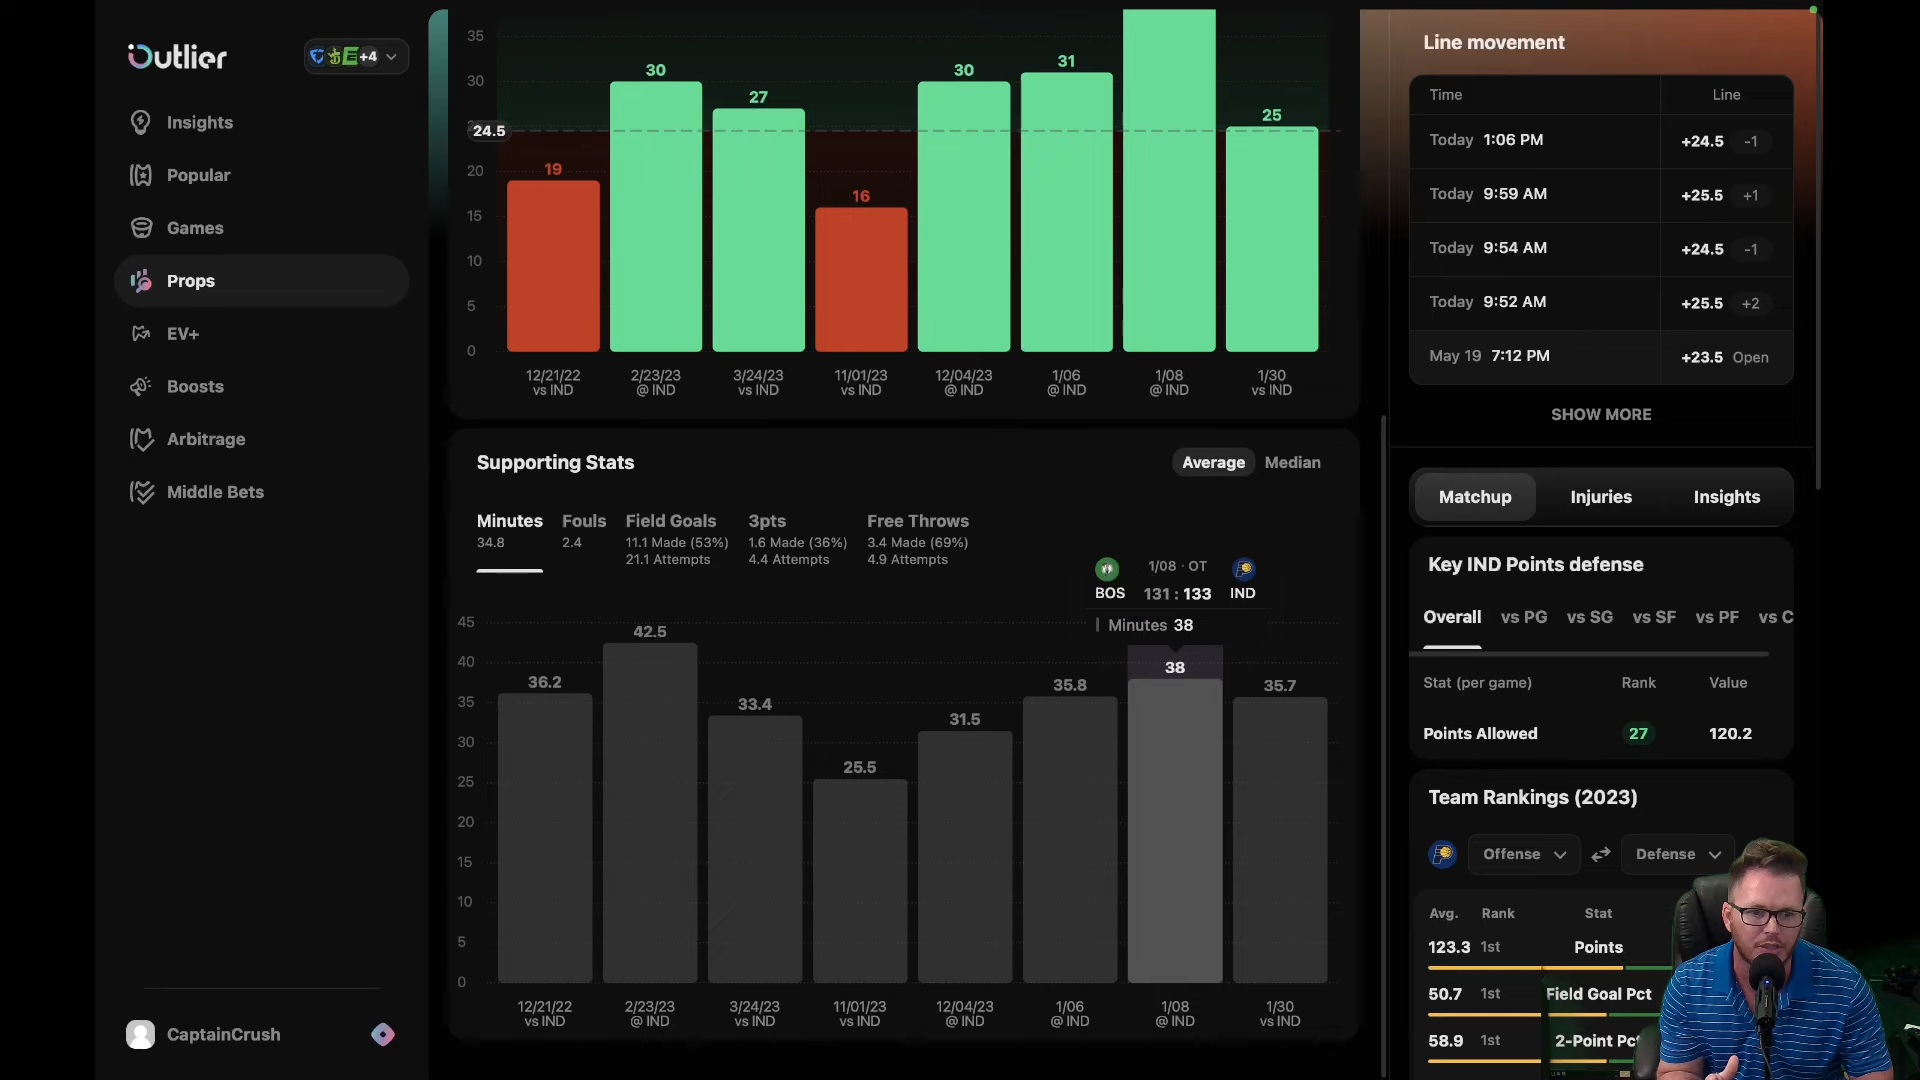 Outlier
+4
Insights
Popular
Games
Props
EV+
Boosts
Arbitrage
Middle Bets
CaptainCrush
35
30
24.5
20
15
10
5
0
19
30
27
16
30
31
25
12/21/22
vs IND
2/23/23
@ IND
3/24/23
vs IND
11/01/23
vs IND
12/04/23
@ IND
1/06
@ IND
1/08
@ IND
1/30
vs IND
Supporting Stats
Average
Median
Minutes
34.8
Fouls
2.4
Field Goals
11.1 Made (53%)
21.1 Attempts
3pts
1.6 Made (36%)
4.4 Attempts
Free Throws
3.4 Made (69%)
4.9 Attempts
1/08 · OT
BOS 131 : 133 IND
Minutes 38
45
40
35
30
25
20
15
10
5
0
36.2
42.5
33.4
25.5
31.5
35.8
38
35.7
12/21/22
vs IND
2/23/23
@ IND
3/24/23
vs IND
11/01/23
vs IND
12/04/23
@ IND
1/06
@ IND
1/08
@ IND
1/30
vs IND
Line movement
Time Line
Today 1:06 PM +24.5 -1
Today 9:59 AM +25.5 +1
Today 9:54 AM +24.5 -1
Today 9:52 AM +25.5 +2
May 19 7:12 PM +23.5 Open
SHOW MORE
Matchup Injuries Insights
Key IND Points defense
Overall vs PG vs SG vs SF vs PF vs C
Stat (per game) Rank Value
Points Allowed 27 120.2
Team Rankings (2023)
Offense Defense
Avg. Rank Stat
123.3 1st Points
50.7 1st Field Goal Pct
58.9 1st 2-Point Pct